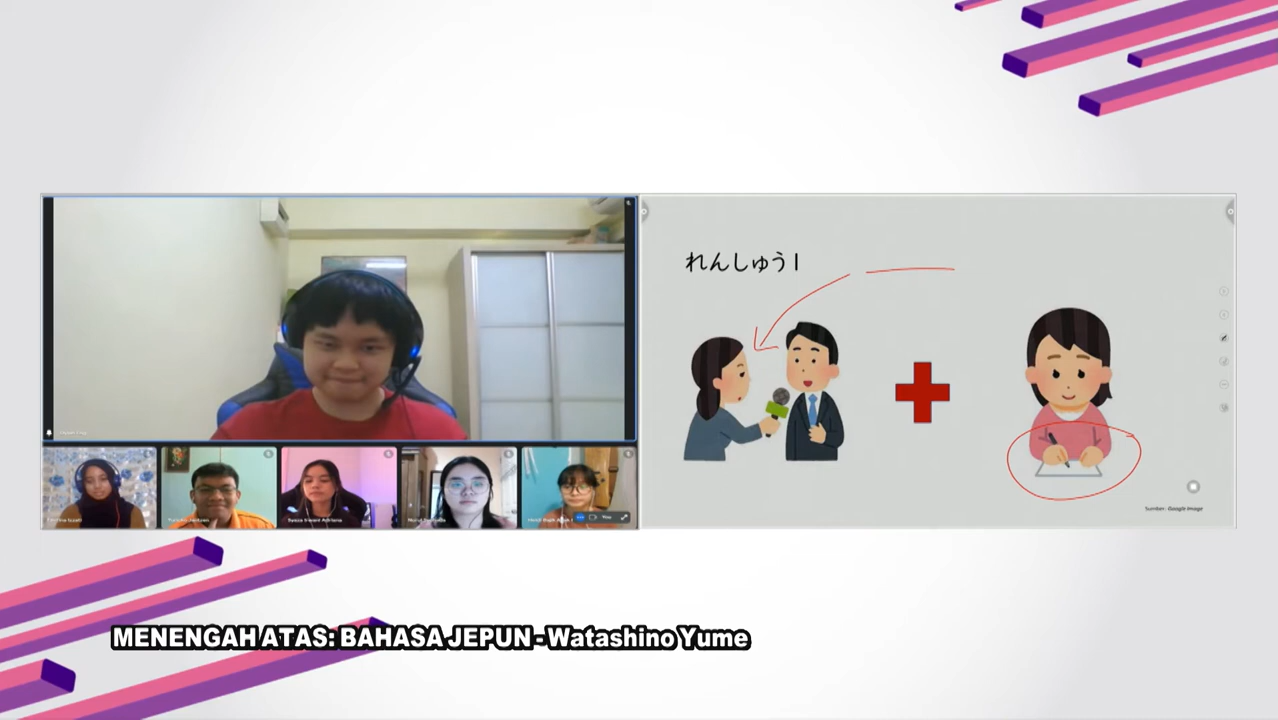 れんしゅう1
Sumber: Google Image
MENENGAH ATAS: BAHASA JEPUN - Watashino Yume